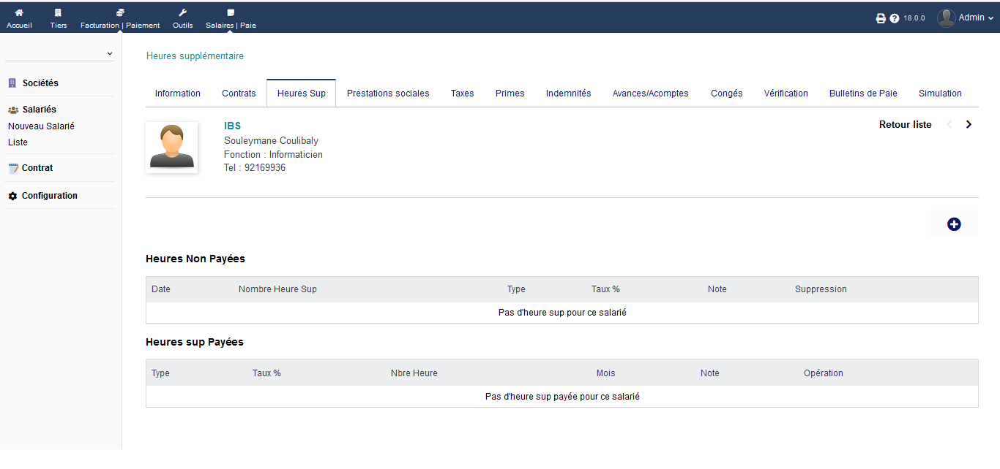 Accueil Tiers Facturation | Paiement Outils Salaires | Paie 18.0.0 Admin
Sociétés
Salariés
Nouveau Salarié
Liste
Contrat
Configuration
Heures supplémentaire
Information Contrats Heures Sup Prestations sociales Taxes Primes Indemnités Avances/Acomptes Congés Vérification Bulletins de Paie Simulation
IBS
Souleymane Coulibaly
Fonction : Informaticien
Tel : 92169936
Retour liste
Heures Non Payées
Date Nombre Heure Sup Type Taux % Note Suppression
Pas d'heure sup pour ce salarié
Heures sup Payées
Type Taux % Nbre Heure Mois Note Opération
Pas d'heure sup payée pour ce salarié